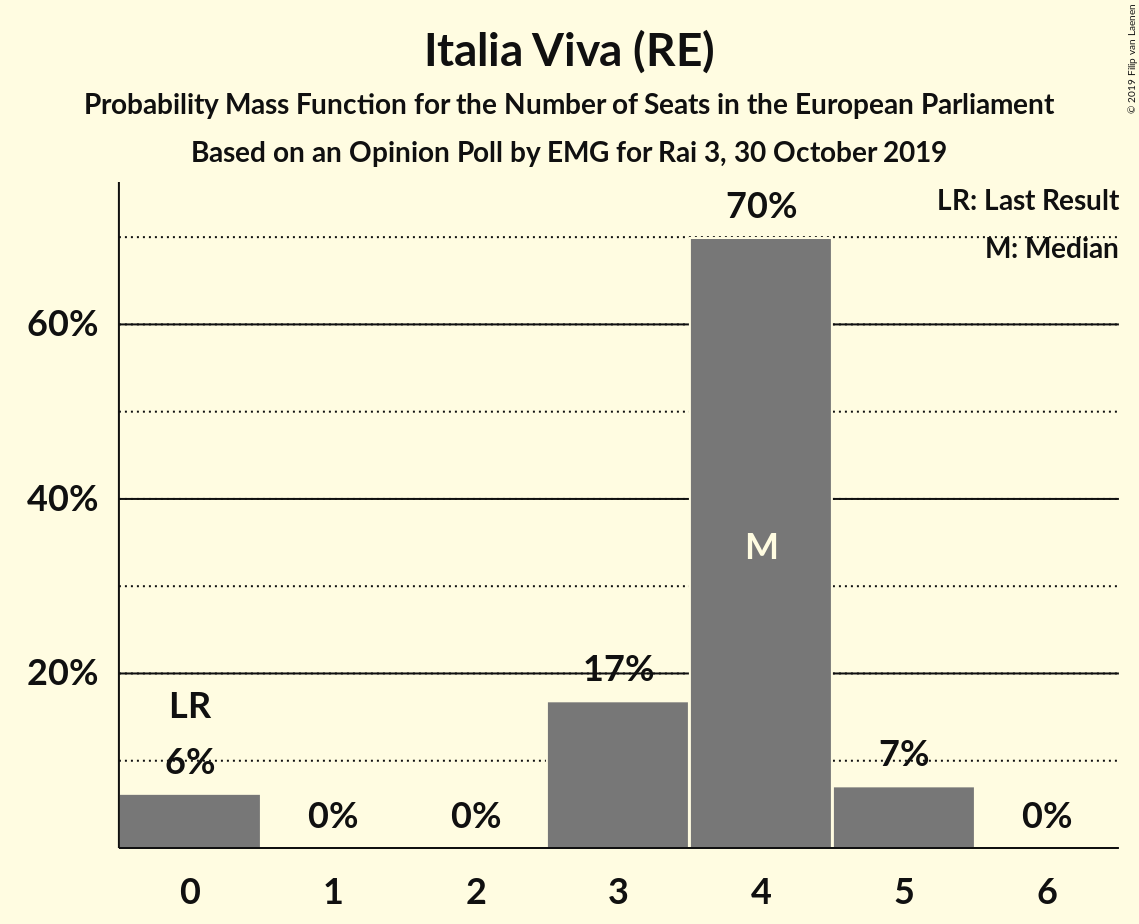 Italia Viva (RE)
Probability Mass Function for the Number of Seats in the European Parliament
Based on an Opinion Poll by EMG for Rai 3, 30 October 2019
© 2019 Filip van Laenen
LR: Last Result
M: Median
70%
60%
40%
M
20%
17%
LR
6%
7%
0%
0%
0%
0 1 2 3 4 5 6